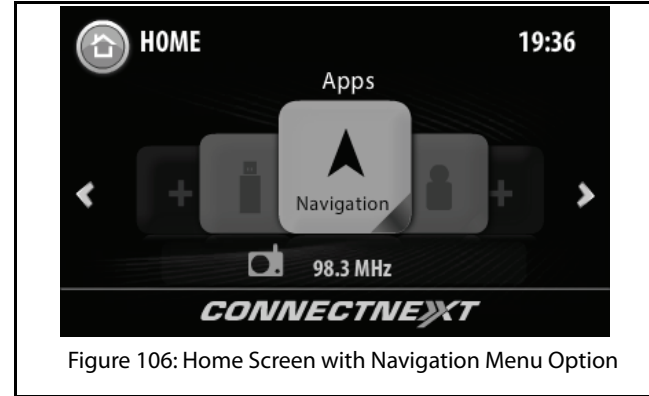 HOME 19:36
Apps
+ Navigation +
98.3 MHz
CONNECTNEXT
Figure 106: Home Screen with Navigation Menu Option